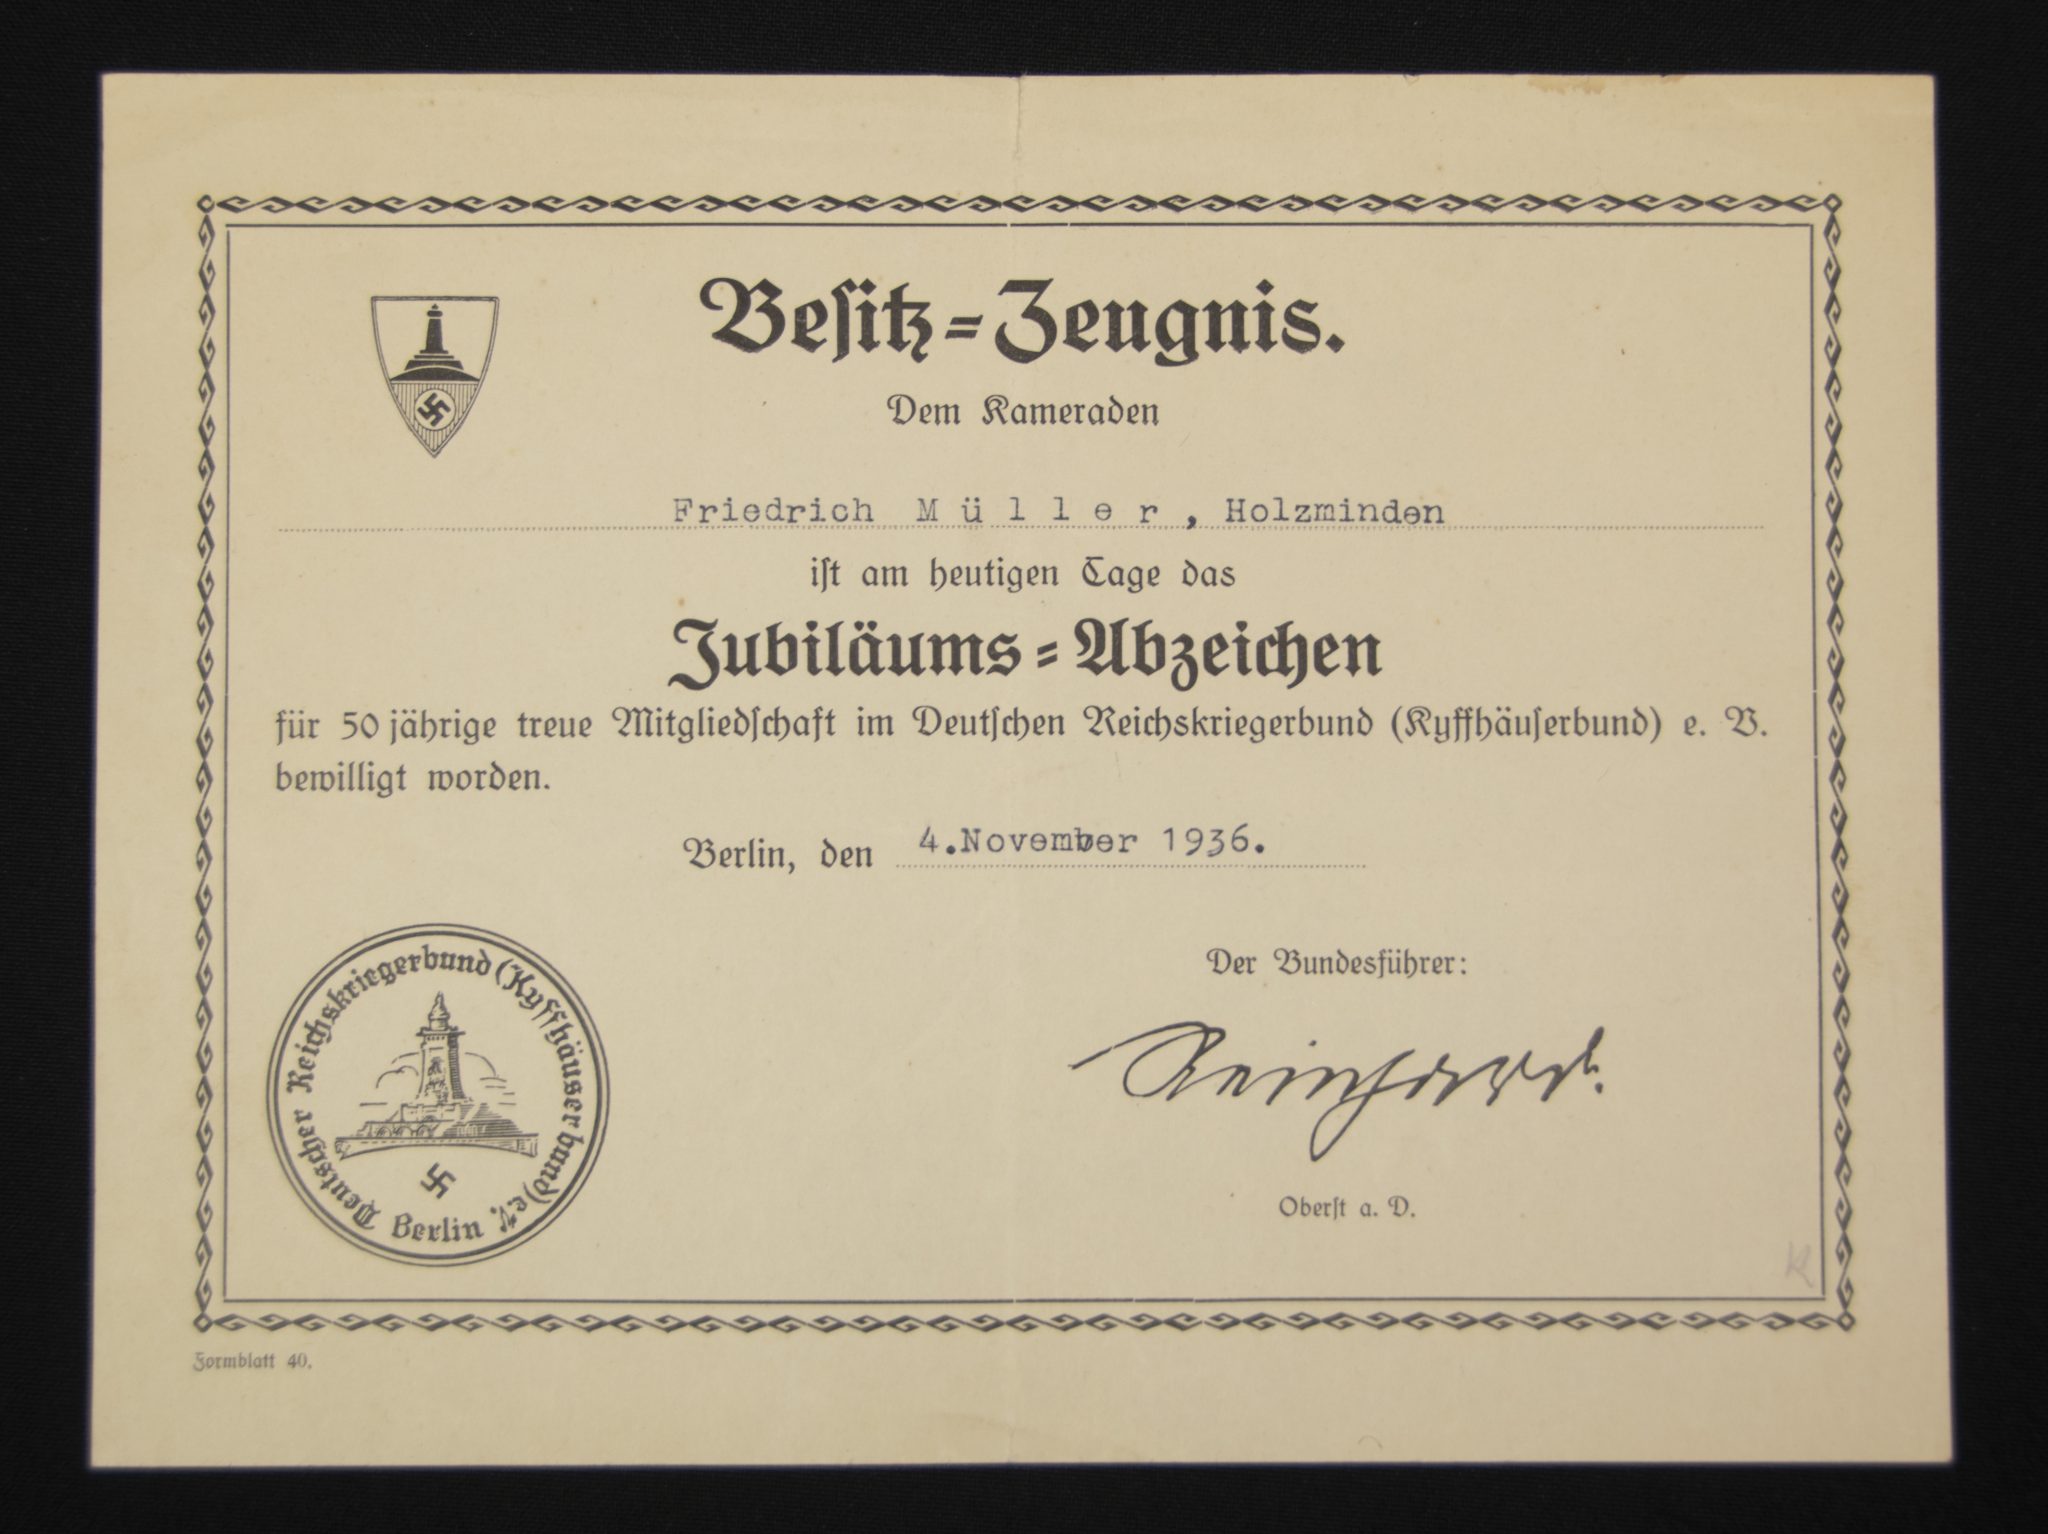 Besitz=Zeugnis.
Dem Kameraden
Friedrich Müller, Holzminden
ist am heutigen Tage das
Jubiläums=Abzeichen
für 50 jährige treue Mitgliedschaft im Deutschen Reichskriegerbund (Kyffhäuserbund) e. V.
bewilligt worden.
Berlin, den 4.November 1936.
Der Bundesführer:
Reinhard.
Oberst a. D.
Deutscher Reichskriegerbund (Kyffhäuserbund) e.V.
Berlin
K
Formblatt 40.